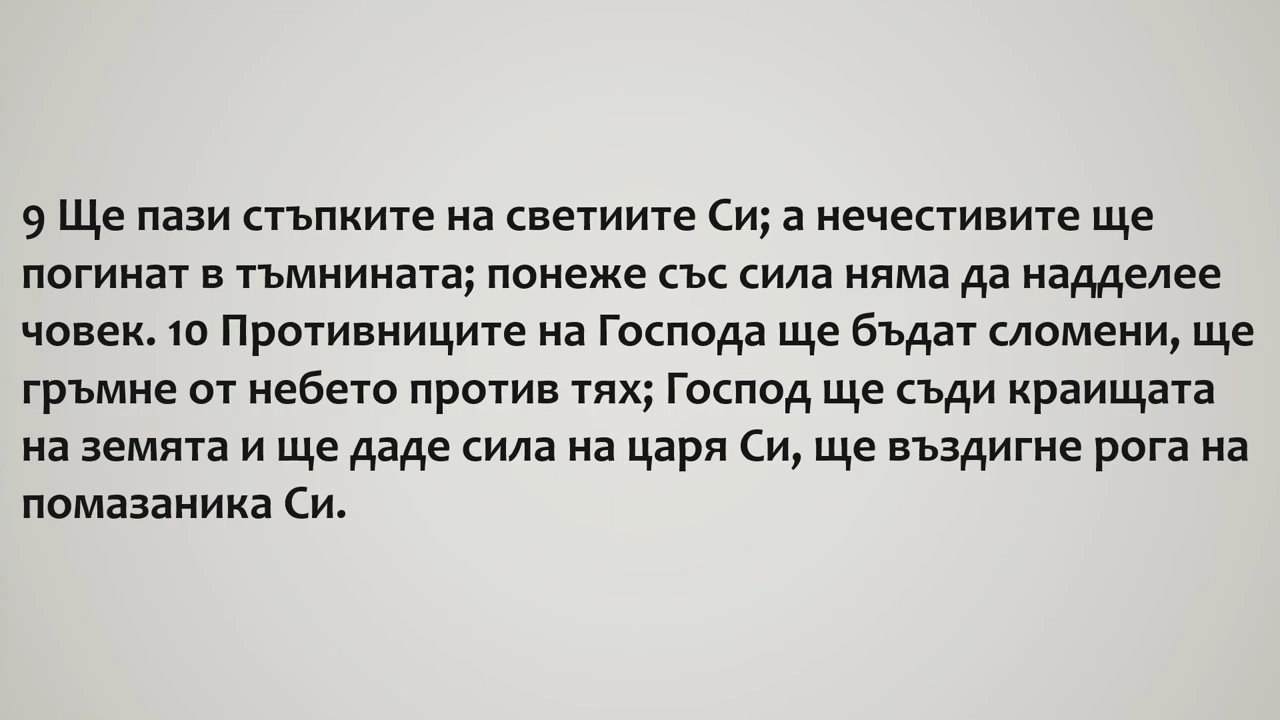 9 Ще пази стъпките на светиите Си; а нечестивите ще
погинат в тъмнината; понеже със сила няма да надделее
човек. 10 Противниците на Господа ще бъдат сломени, ще
гръмне от небето против тях; Господ ще съди краищата
на земята и ще даде сила на царя Си, ще въздигне рога на
помазаника Си.